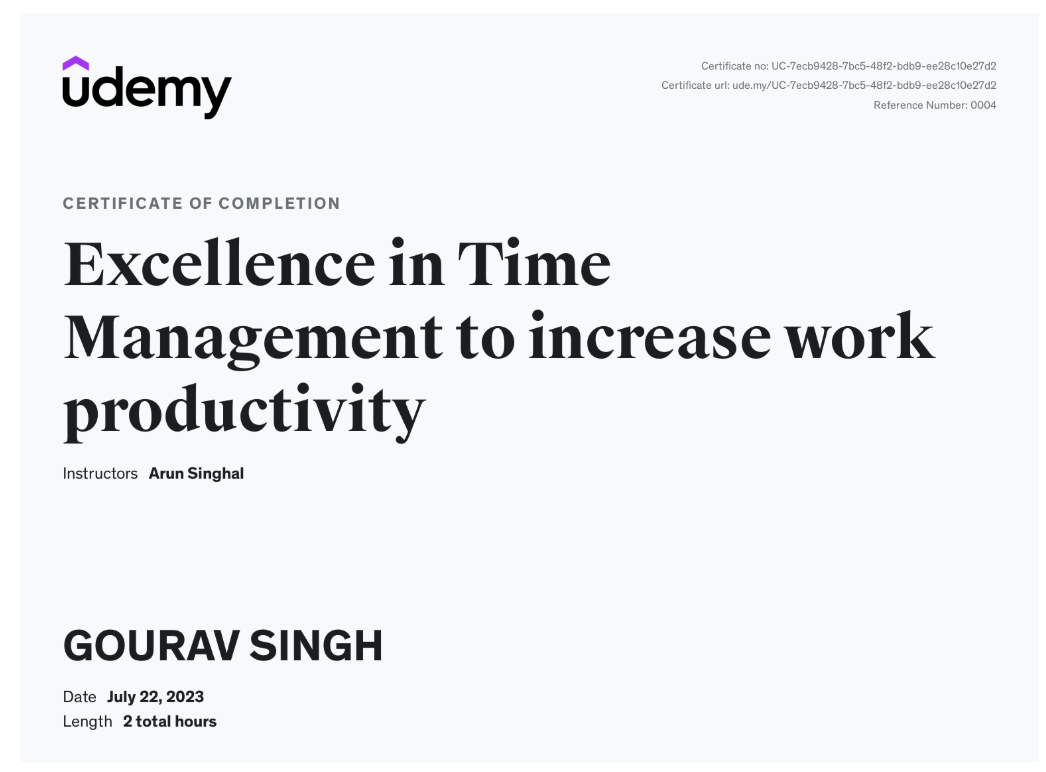 udemy
Certificate no: UC-7ecb9428-7bc5-48f2-bdb9-ee28c10e27d2
Certificate url: ude.my/UC-7ecb9428-7bc5-48f2-bdb9-ee28c10e27d2
Reference Number: 0004
CERTIFICATE OF COMPLETION
Excellence in Time
Management to increase work
productivity
Instructors Arun Singhal
GOURAV SINGH
Date July 22, 2023
Length 2 total hours